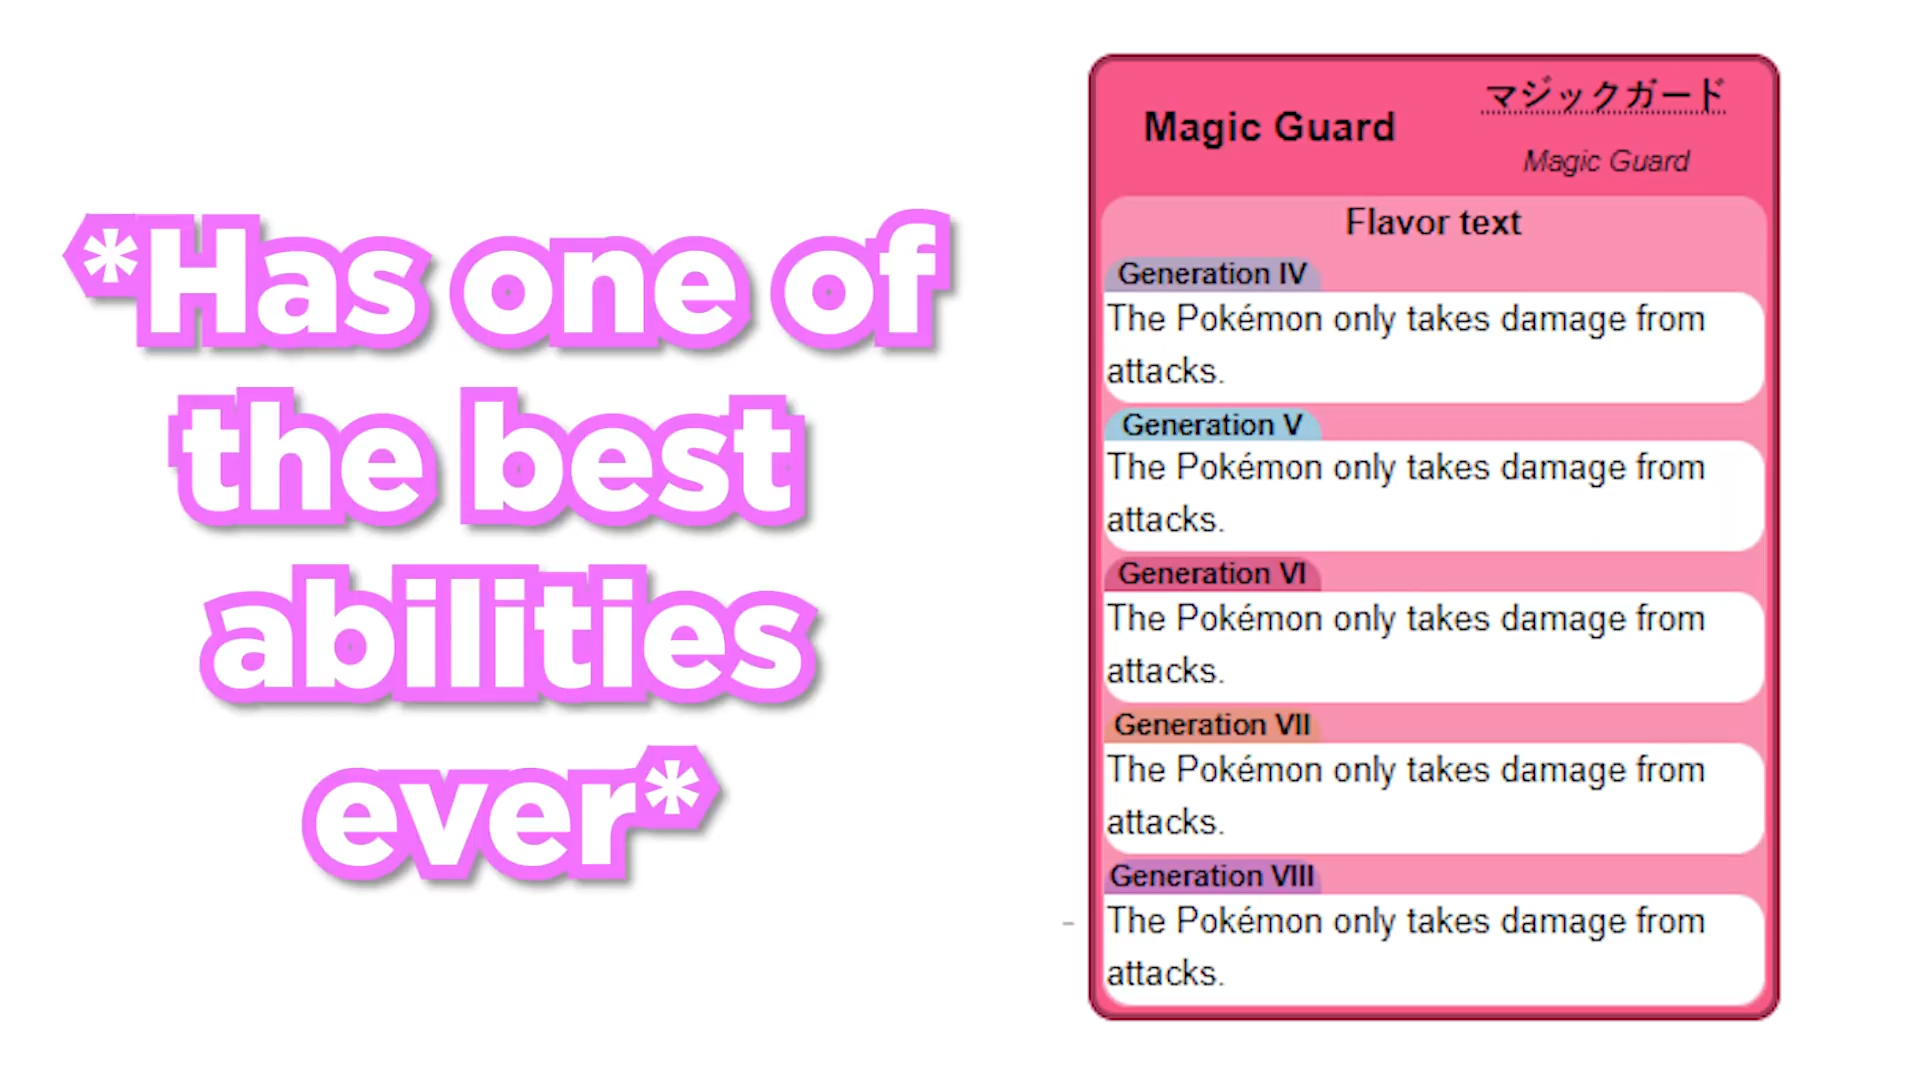 *Has one of
the best
abilities
ever*
Magic Guard
マジックガード
Magic Guard
Flavor text
Generation IV
The Pokémon only takes damage from
attacks.
Generation V
The Pokémon only takes damage from
attacks.
Generation VI
The Pokémon only takes damage from
attacks.
Generation VII
The Pokémon only takes damage from
attacks.
Generation VIII
The Pokémon only takes damage from
attacks.